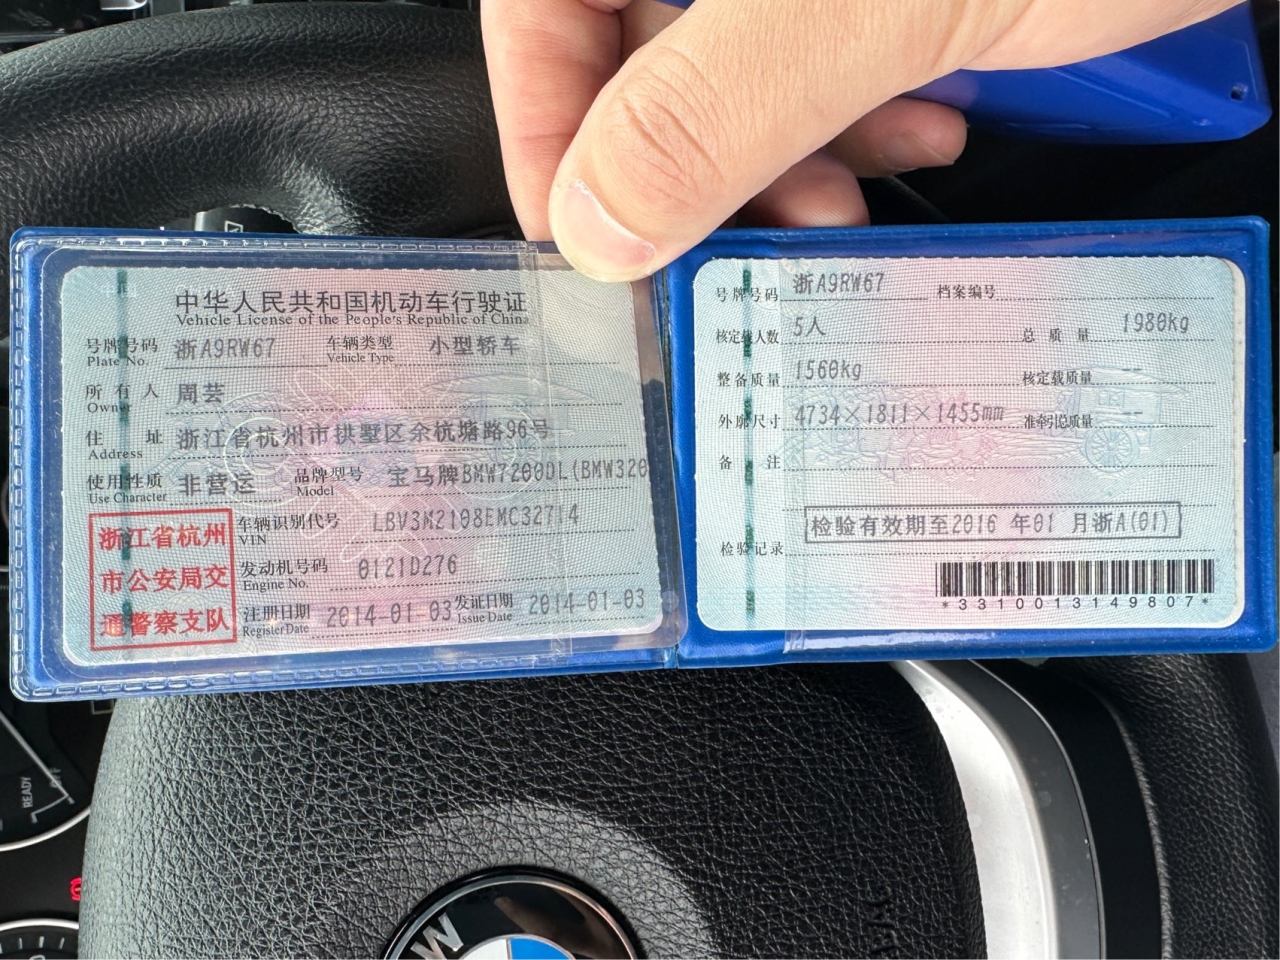 中华人民共和国机动车行驶证
Vehicle License of the People's Republic of China
号牌号码 浙A9RW67 车辆类型 小型轿车
Plate No. Vehicle Type
所有人 周芸
Owner
住址 浙江省杭州市拱墅区余杭塘路96号
Address
使用性质 非营运 品牌型号 宝马牌BMW7200DL(BMW320
Use Character Model
浙江省杭州
市公安局交
通警察支队
车辆识别代号 LBV3M2108EMC32714
VIN
发动机号码 0121D276
Engine No.
注册日期 2014-01-03 发证日期 2014-01-03
Register Date Issue Date
号牌号码 浙A9RW67 档案编号
核定载人数 5人 总质量 1980kg
整备质量 1560kg 核定载质量 --
外廓尺寸 4734×1811×1455mm 准牵引总质量 --
备注
检验有效期至2016 年01 月浙A(01)
检验记录
*3310013149807*
READY
W